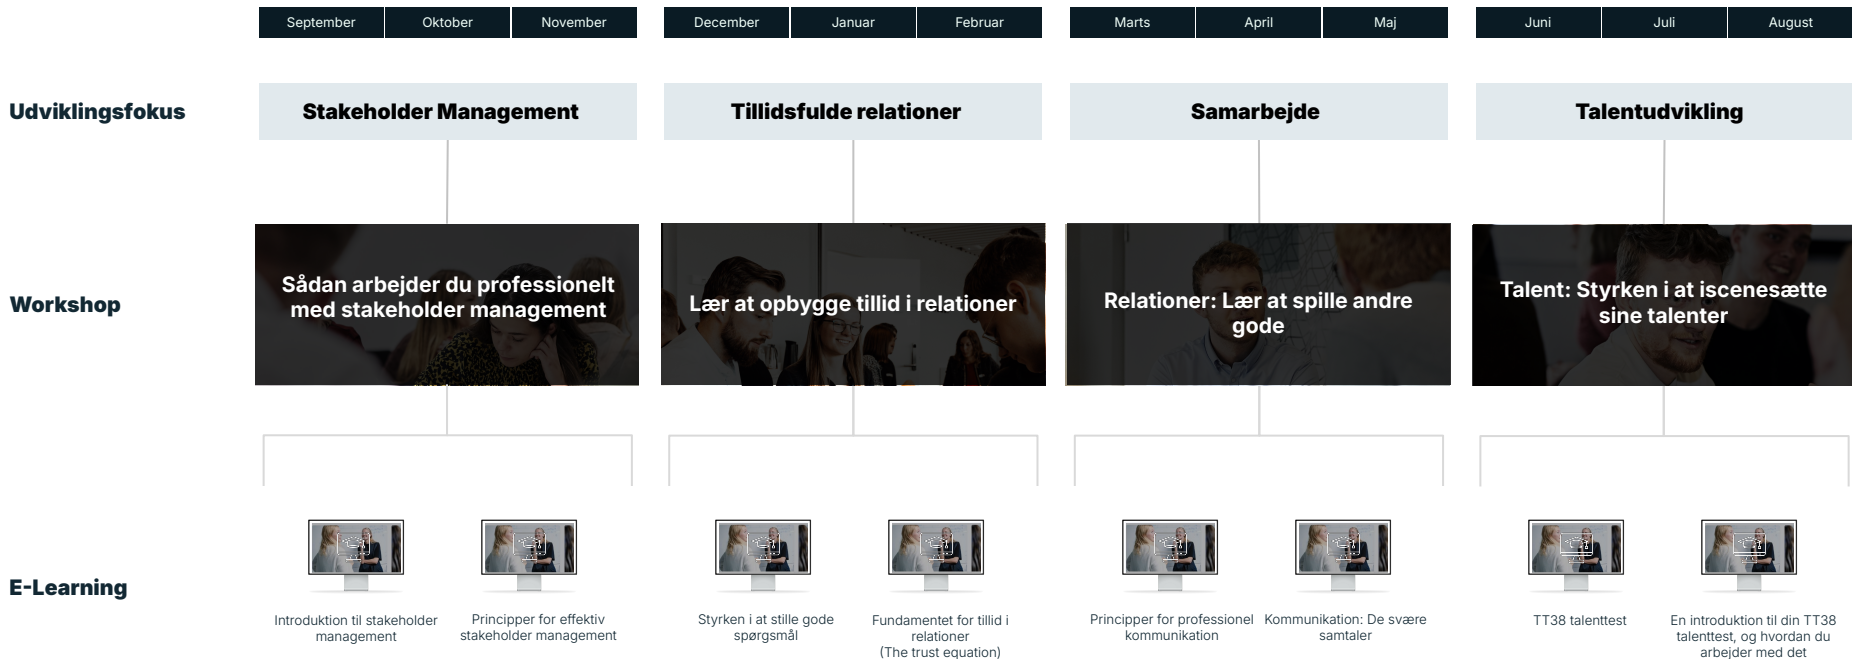 September
Oktober
November
December
Januar
Februar
Marts
April
Maj
Juni
Juli
August
Udviklingsfokus
Stakeholder Management
Tillidsfulde relationer
Samarbejde
Talentudvikling
Workshop
Sådan arbejder du professionelt
med stakeholder management
Lær at opbygge tillid i relationer
Relationer: Lær at spille andre
gode
Talent: Styrken i at iscenesætte
sine talenter
E-Learning
Introduktion til stakeholder
management
Principper for effektiv
stakeholder management
Styrken i at stille gode
spørgsmål
Fundamentet for tillid i
relationer
(The trust equation)
Principper for professionel
kommunikation
Kommunikation: De svære
samtaler
TT38 talenttest
En introduktion til din TT38
talenttest, og hvordan du
arbejder med det